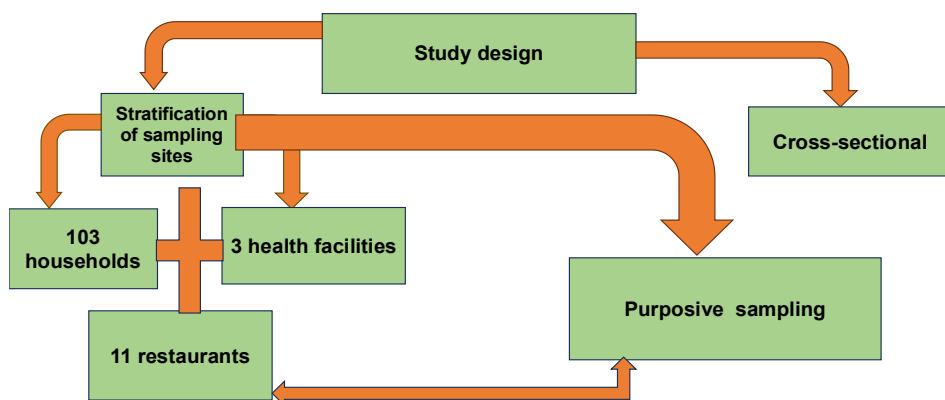 Study design
Stratification
of sampling
sites
Cross-sectional
103
households
3 health facilities
Purposive sampling
11 restaurants